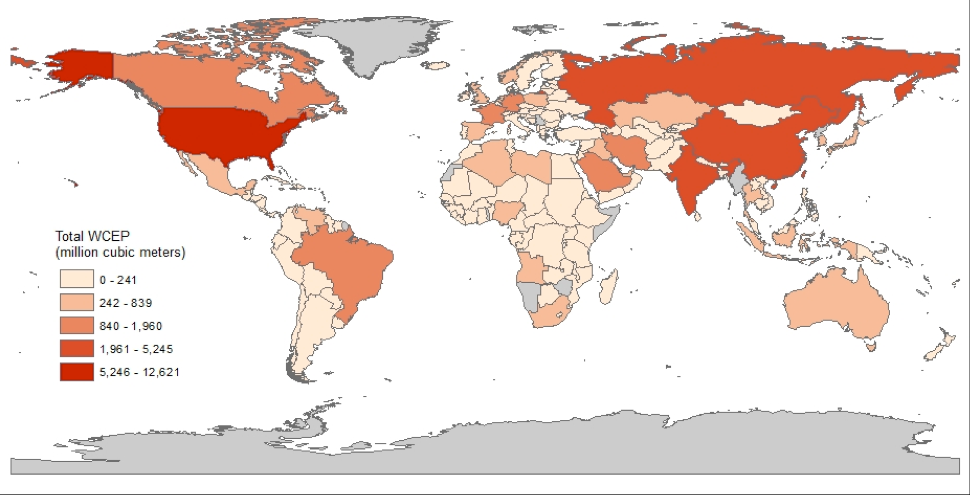 Total WCEP
(million cubic meters)
0 - 241
242 - 839
840 - 1,960
1,961 - 5,245
5,246 - 12,621